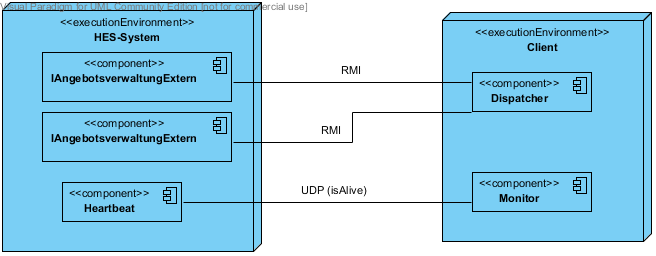 Visual Paradigm for UML Community Edition [not for commercial use]
<<executionEnvironment>>
HES-System
<<component>>
IAngebotsverwaltungExtern
<<component>>
IAngebotsverwaltungExtern
<<component>>
Heartbeat
RMI
RMI
UDP (isAlive)
<<executionEnvironment>>
Client
<<component>>
Dispatcher
<<component>>
Monitor